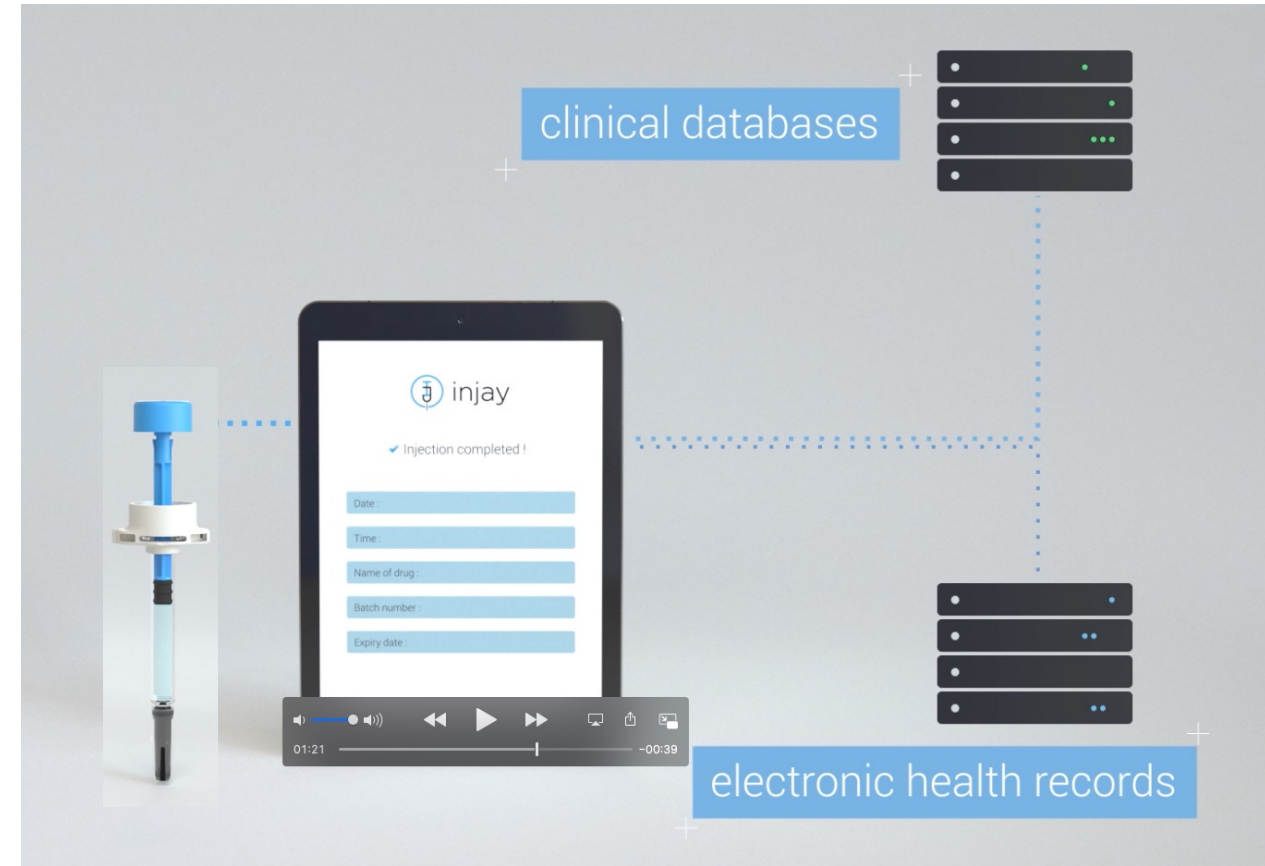 clinical databases
injay
✔ Injection completed !
Date :
Time :
Name of drug :
Batch number :
Expiry date :
01:21
-00:39
electronic health records